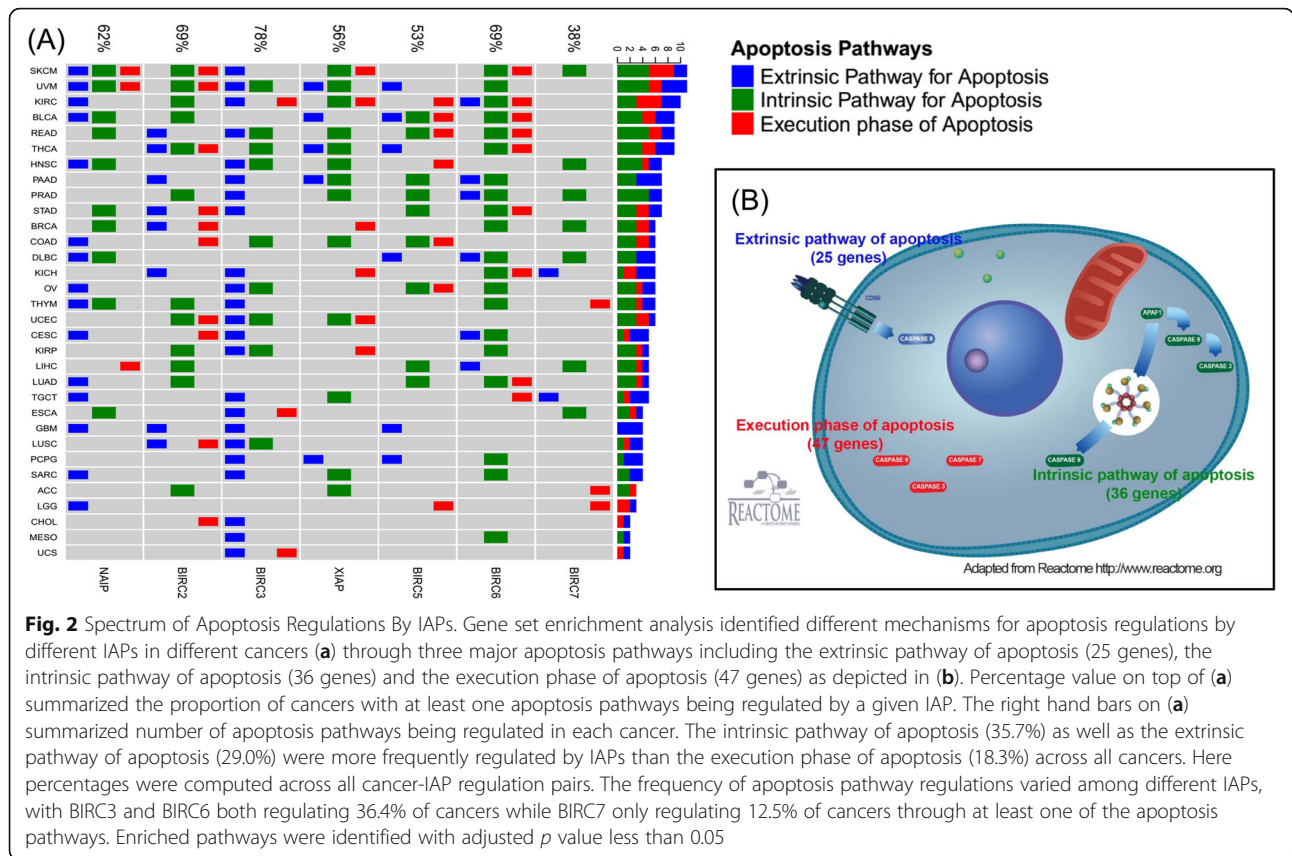 (A)
62%
69%
78%
56%
53%
69%
38%
0
2
4
6
8
10
SKCM
UVM
KIRC
BLCA
READ
THCA
HNSC
PAAD
PRAD
STAD
BRCA
COAD
DLBC
KICH
OV
THYM
UCEC
CESC
KIRP
LIHC
LUAD
TGCT
ESCA
GBM
LUSC
PCPG
SARC
ACC
LGG
CHOL
MESO
UCS
NAIP
BIRC2
BIRC3
XIAP
BIRC5
BIRC6
BIRC7
Apoptosis Pathways
Extrinsic Pathway for Apoptosis
Intrinsic Pathway for Apoptosis
Execution phase of Apoptosis
(B)
Extrinsic pathway of apoptosis
(25 genes)
CD95
CASPASE 8
APAF1
CASPASE 9
CASPASE 3
Execution phase of apoptosis
(47 genes)
CASPASE 6
CASPASE 7
CASPASE 3
CASPASE 9
Intrinsic pathway of apoptosis
(36 genes)
REACTOME
Adapted from Reactome http://www.reactome.org
Fig. 2 Spectrum of Apoptosis Regulations By IAPs. Gene set enrichment analysis identified different mechanisms for apoptosis regulations by
different IAPs in different cancers (a) through three major apoptosis pathways including the extrinsic pathway of apoptosis (25 genes), the
intrinsic pathway of apoptosis (36 genes) and the execution phase of apoptosis (47 genes) as depicted in (b). Percentage value on top of (a)
summarized the proportion of cancers with at least one apoptosis pathways being regulated by a given IAP. The right hand bars on (a)
summarized number of apoptosis pathways being regulated in each cancer. The intrinsic pathway of apoptosis (35.7%) as well as the extrinsic
pathway of apoptosis (29.0%) were more frequently regulated by IAPs than the execution phase of apoptosis (18.3%) across all cancers. Here
percentages were computed across all cancer-IAP regulation pairs. The frequency of apoptosis pathway regulations varied among different IAPs,
with BIRC3 and BIRC6 both regulating 36.4% of cancers while BIRC7 only regulating 12.5% of cancers through at least one of the apoptosis
pathways. Enriched pathways were identified with adjusted p value less than 0.05